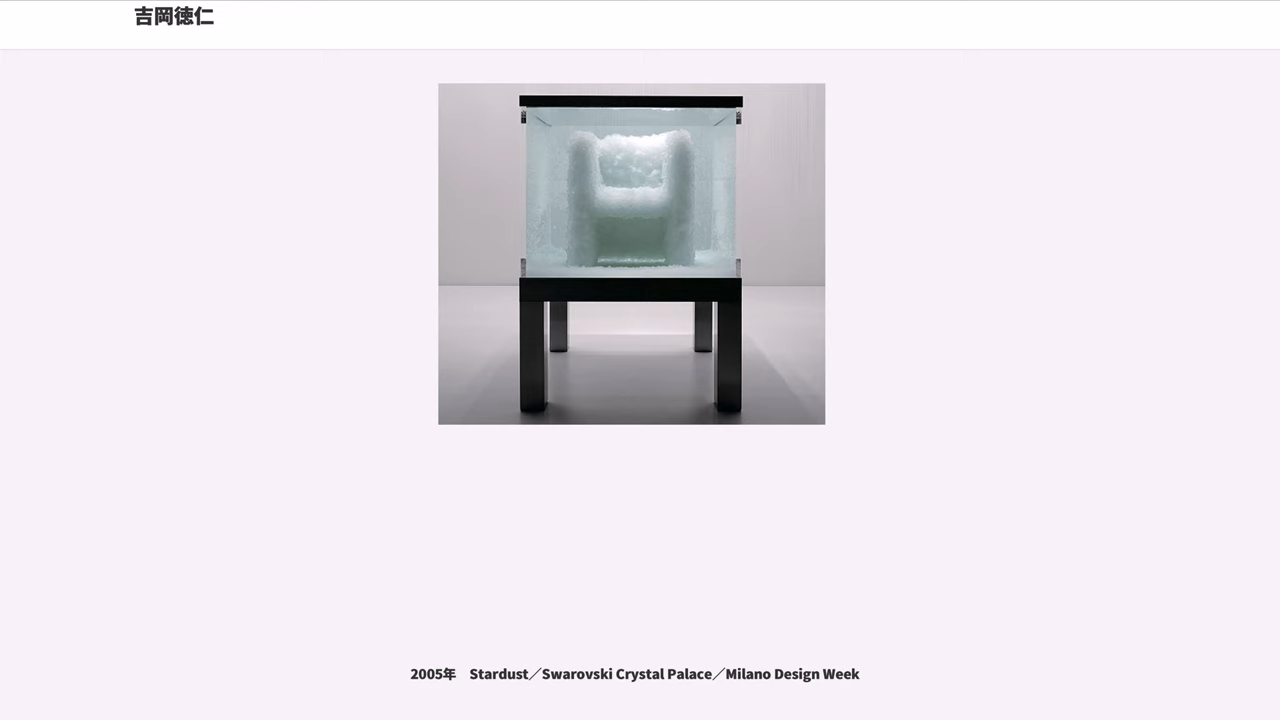 吉岡徳仁
2005年　Stardust／Swarovski Crystal Palace／Milano Design Week